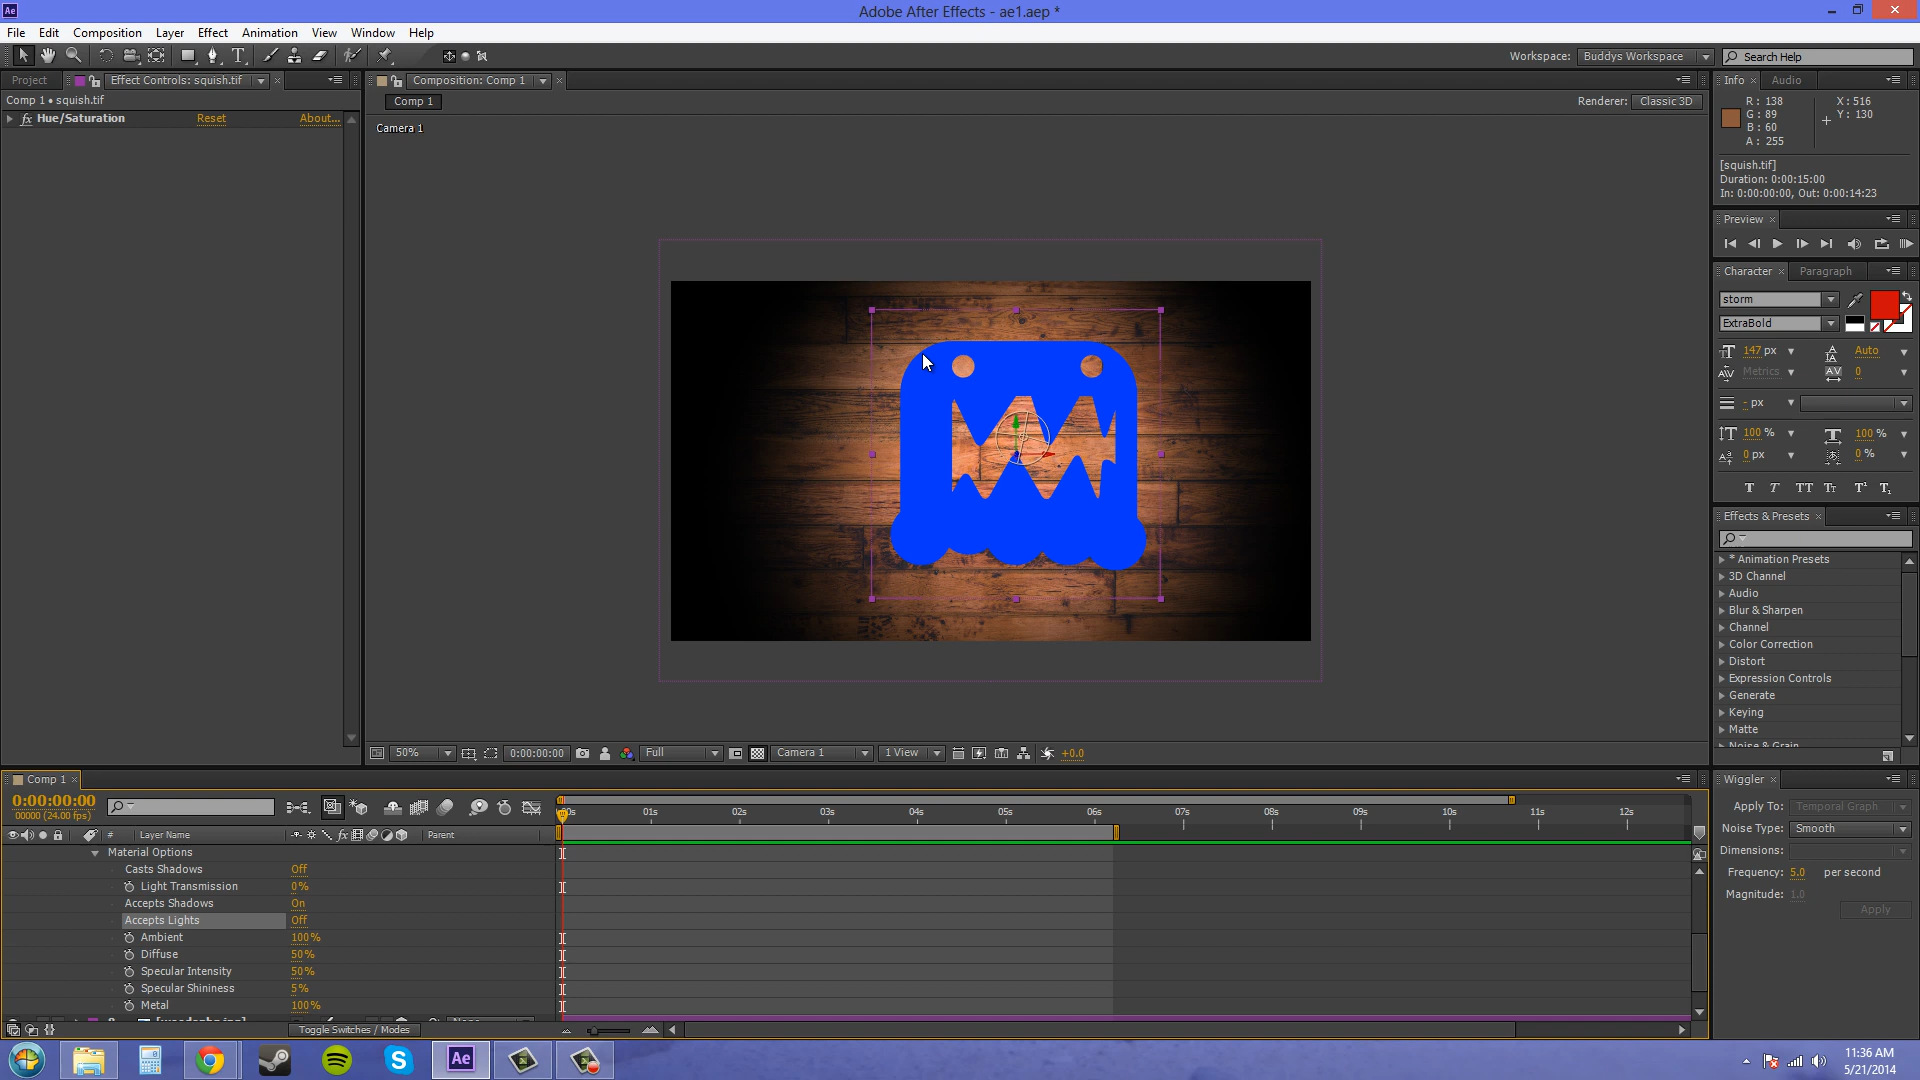 Ae
Adobe After Effects - ae1.aep *
File Edit Composition Layer Effect Animation View Window Help
Workspace: Buddys Workspace Search Help
Project Effect Controls: squish.tif Composition: Comp 1 Info Audio
Comp 1 • squish.tif
Comp 1
Renderer: Classic 3D
fx Hue/Saturation Reset About...
Camera 1
R: 138
G: 89
B: 60
A: 255
X: 516
Y: 130
[squish.tif]
Duration: 0:00:15:00
In: 0:00:00:00, Out: 0:00:14:23
Preview
Character Paragraph
storm
ExtraBold
147 px Auto
Metrics 0
- px
100 % 100 %
0 px 0 %
T T TT Tt T¹ T₁
Effects & Presets
* Animation Presets
3D Channel
Audio
Blur & Sharpen
Channel
Color Correction
Distort
Expression Controls
Generate
Keying
Matte
Noise & Grain
50% 0:00:00:00 Full Camera 1 1 View +0.0
Comp 1
0:00:00:00
00000 (24.00 fps)
01s 02s 03s 04s 05s 06s 07s 08s 09s 10s 11s 12s
# Layer Name fx Parent
Material Options
Casts Shadows Off
Light Transmission 0%
Accepts Shadows On
Accepts Lights Off
Ambient 100%
Diffuse 50%
Specular Intensity 50%
Specular Shininess 5%
Metal 100%
Toggle Switches / Modes
Wiggler
Apply To: Temporal Graph
Noise Type: Smooth
Dimensions:
Frequency: 5.0 per second
Magnitude: 1.0
Apply
Ae
11:36 AM
5/21/2014